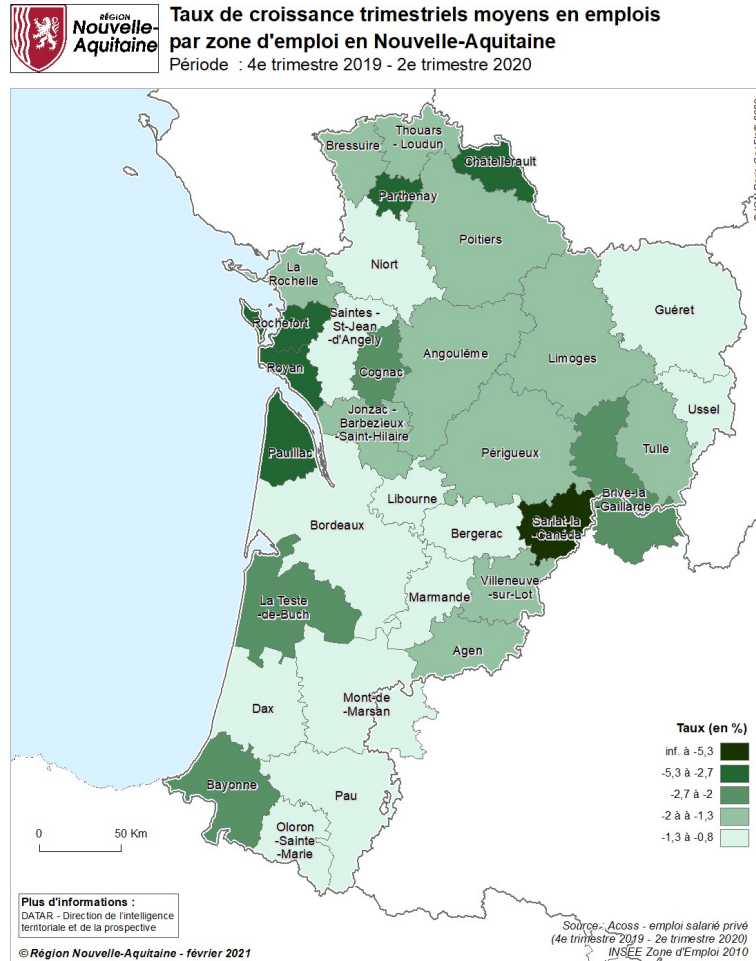 RÉGION
Nouvelle-
Aquitaine
Taux de croissance trimestriels moyens en emplois
par zone d'emploi en Nouvelle-Aquitaine
Période : 4e trimestre 2019 - 2e trimestre 2020
Thouars
- Loudun
Bressuire
Châtellerault
Parthenay
Poitiers
Niort
La
Rochelle
Guéret
Rochefort
Saintes -
St-Jean
-d'Angely
Angoulême
Limoges
Royan
Cognac
Ussel
Jonzac -
Barbezieux
-Saint-Hilaire
Tulle
Pauillac
Périgueux
Libourne
Brive-la
-Gaillarde
Bordeaux
Bergerac
Sarlat-la
-Canéda
Villeneuve
-sur-Lot
Marmande
La Teste
-de-Buch
Agen
Mont-de
-Marsan
Dax
Bayonne
Pau
Oloron
-Sainte
-Marie
Taux (en %)
inf. à -5,3
-5,3 à -2,7
-2,7 à -2
-2 à à -1,3
-1,3 à -0,8
0 50 Km
Plus d'informations :
DATAR - Direction de l'intelligence
territoriale et de la prospective
© Région Nouvelle-Aquitaine - février 2021
Source : Acoss - emploi salarié privé
(4e trimestre 2019 - 2e trimestre 2020)
INSEE Zone d'Emploi 2010